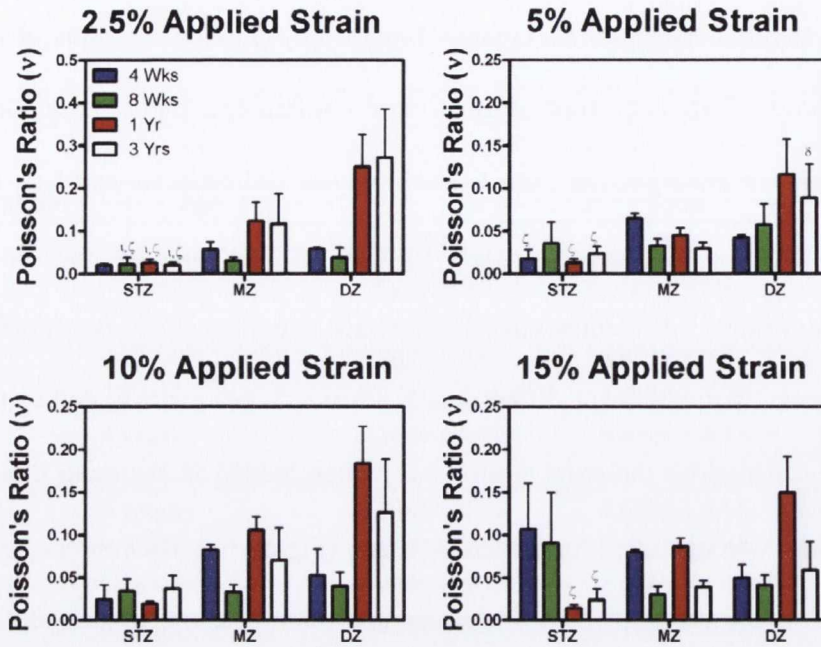 2.5% Applied Strain
Poisson's Ratio (ν)
0.5
0.4
0.3
0.2
0.1
0.0
4 Wks
8 Wks
1 Yr
3 Yrs
STZ
MZ
DZ
5% Applied Strain
Poisson's Ratio (ν)
0.25
0.20
0.15
0.10
0.05
0.00
ζ
ζ
ζ
δ
STZ
MZ
DZ
10% Applied Strain
Poisson's Ratio (ν)
0.25
0.20
0.15
0.10
0.05
0.00
STZ
MZ
DZ
15% Applied Strain
Poisson's Ratio (ν)
0.25
0.20
0.15
0.10
0.05
0.00
ζ
ζ
STZ
MZ
DZ